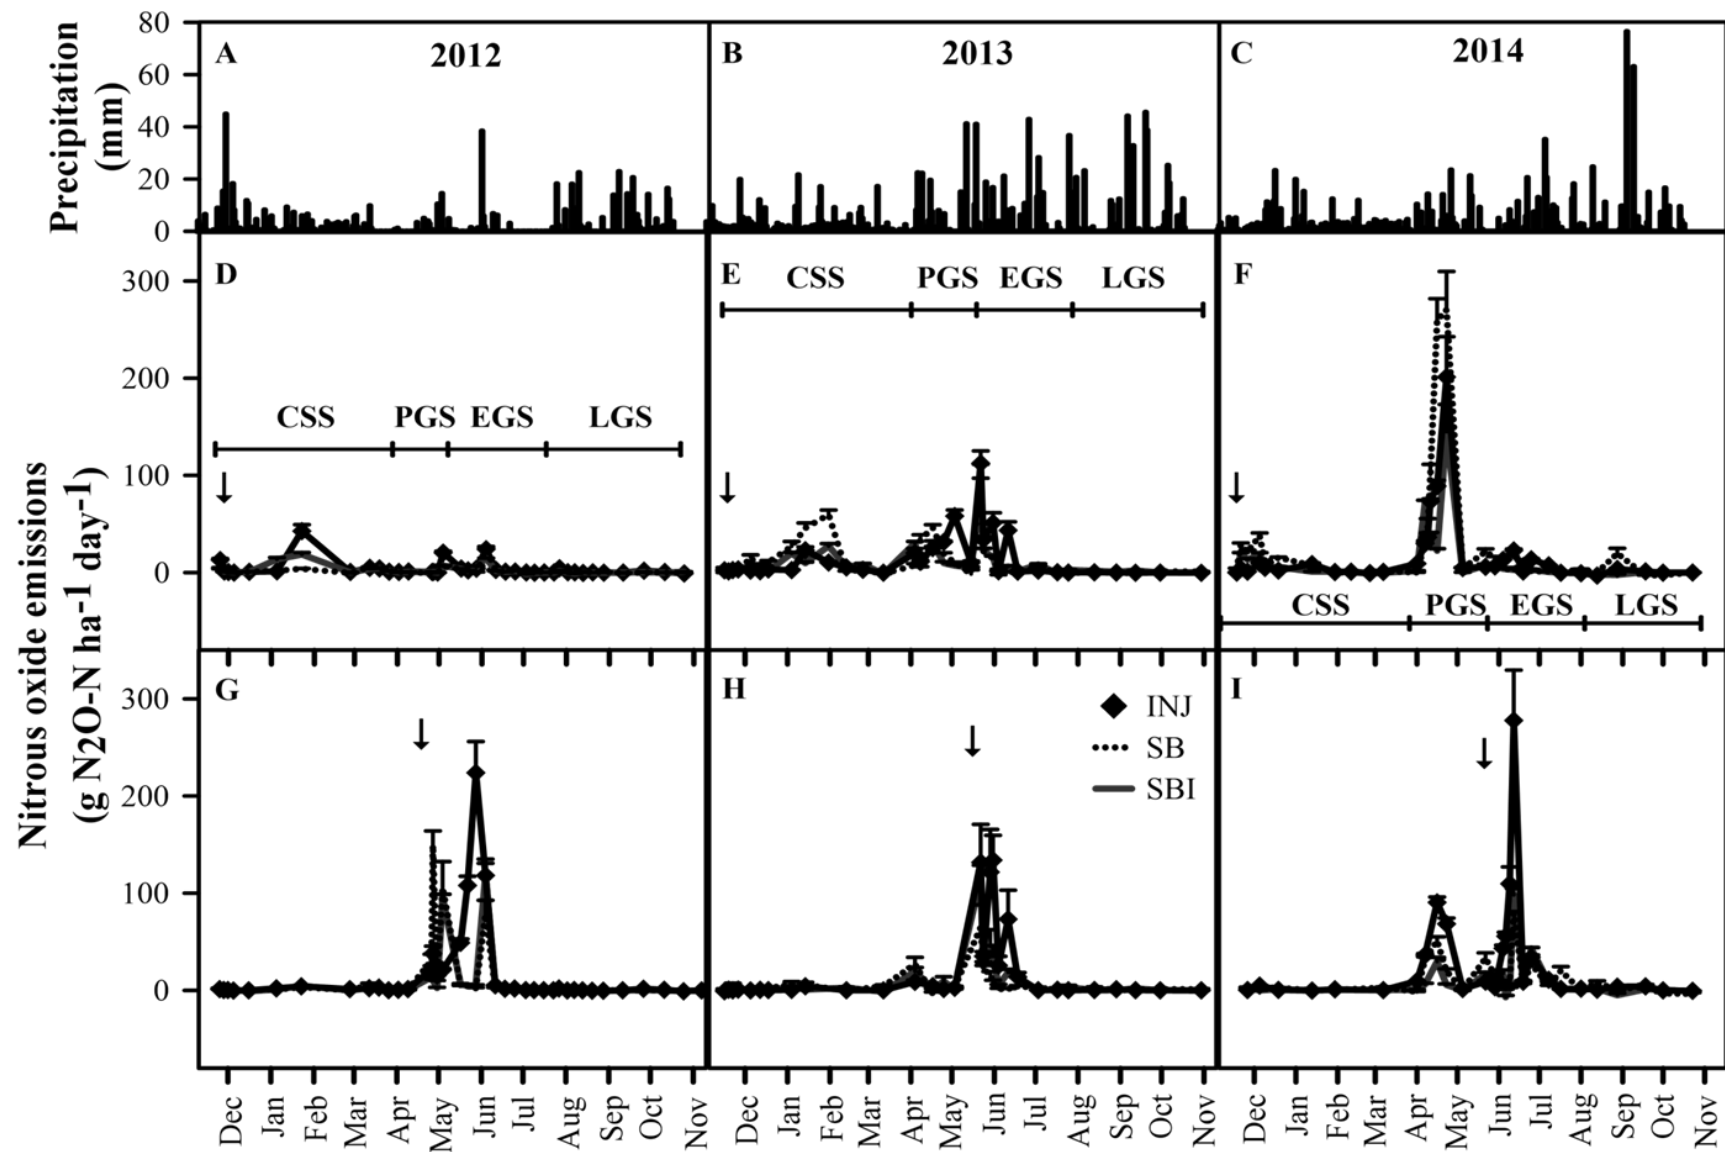 Precipitation
(mm)
80
60
40
20
0
A
2012
B
2013
C
2014
Nitrous oxide emissions
(g N2O-N ha-1 day-1)
300
200
100
0
D
CSS PGS EGS LGS
E
CSS PGS EGS LGS
F
CSS PGS EGS LGS
300
200
100
0
G
H
INJ
SB
SBI
I
Dec Jan Feb Mar Apr May Jun Jul Aug Sep Oct Nov
Dec Jan Feb Mar Apr May Jun Jul Aug Sep Oct Nov
Dec Jan Feb Mar Apr May Jun Jul Aug Sep Oct Nov